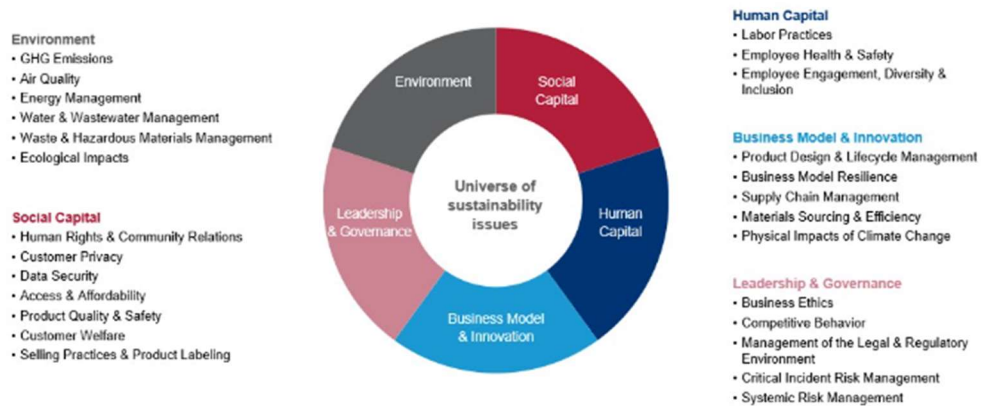 Environment
• GHG Emissions
• Air Quality
• Energy Management
• Water & Wastewater Management
• Waste & Hazardous Materials Management
• Ecological Impacts
Social Capital
• Human Rights & Community Relations
• Customer Privacy
• Data Security
• Access & Affordability
• Product Quality & Safety
• Customer Welfare
• Selling Practices & Product Labeling
Environment
Social
Capital
Universe of
sustainability
issues
Leadership
& Governance
Human
Capital
Business Model
& Innovation
Human Capital
• Labor Practices
• Employee Health & Safety
• Employee Engagement, Diversity &
Inclusion
Business Model & Innovation
• Product Design & Lifecycle Management
• Business Model Resilience
• Supply Chain Management
• Materials Sourcing & Efficiency
• Physical Impacts of Climate Change
Leadership & Governance
• Business Ethics
• Competitive Behavior
• Management of the Legal & Regulatory
Environment
• Critical Incident Risk Management
• Systemic Risk Management